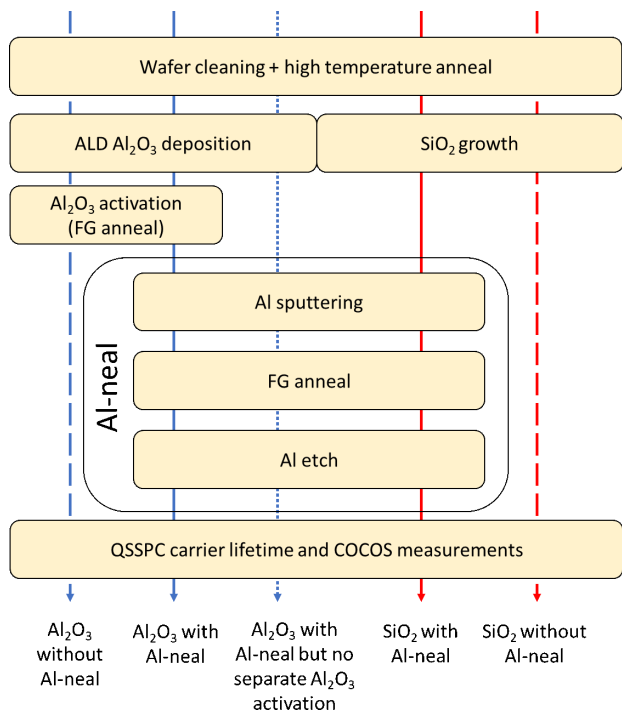 Wafer cleaning + high temperature anneal
ALD Al₂O₃ deposition
SiO₂ growth
Al₂O₃ activation
(FG anneal)
Al-neal
Al sputtering
FG anneal
Al etch
QSSPC carrier lifetime and COCOS measurements
Al₂O₃
without
Al-neal
Al₂O₃ with
Al-neal
Al₂O₃ with
Al-neal but no
separate Al₂O₃
activation
SiO₂ with
Al-neal
SiO₂ without
Al-neal